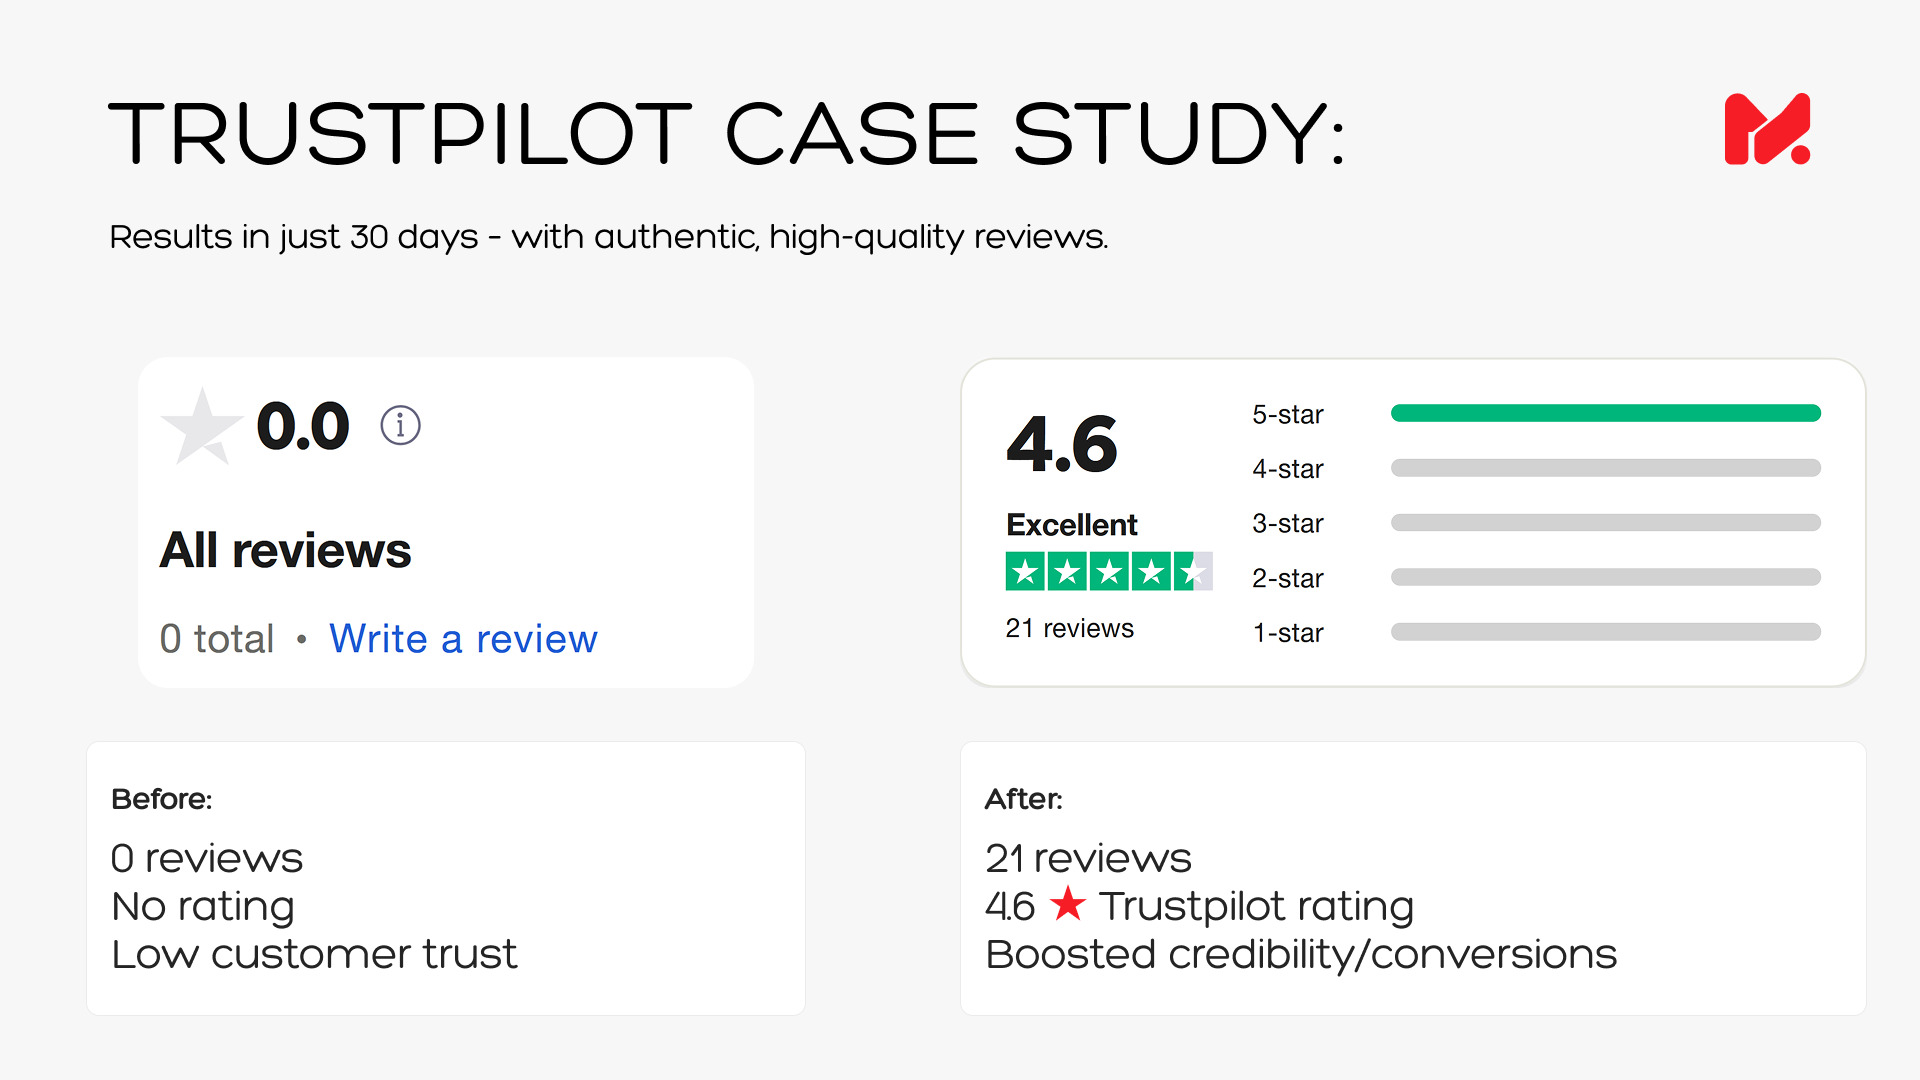 TRUSTPILOT CASE STUDY:
Results in just 30 days - with authentic, high-quality reviews.
0.0
All reviews
0 total • Write a review
4.6
Excellent
21 reviews
5-star
4-star
3-star
2-star
1-star
Before:
0 reviews
No rating
Low customer trust
After:
21 reviews
4.6 ★ Trustpilot rating
Boosted credibility/conversions